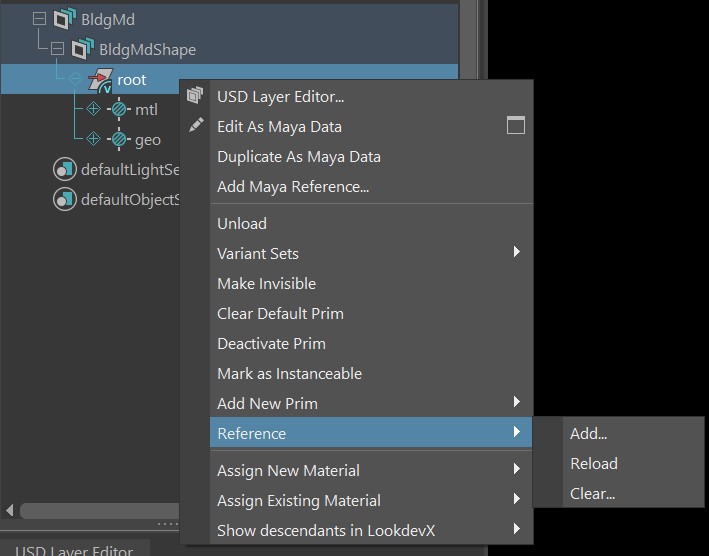 BldgMd
BldgMdShape
root
mtl
geo
defaultLightSe
defaultObjectS
USD Layer Editor...
Edit As Maya Data
Duplicate As Maya Data
Add Maya Reference...
Unload
Variant Sets
Make Invisible
Clear Default Prim
Deactivate Prim
Mark as Instanceable
Add New Prim
Reference
Assign New Material
Assign Existing Material
Show descendants in LookdevX
Add...
Reload
Clear...
USD Layer Editor